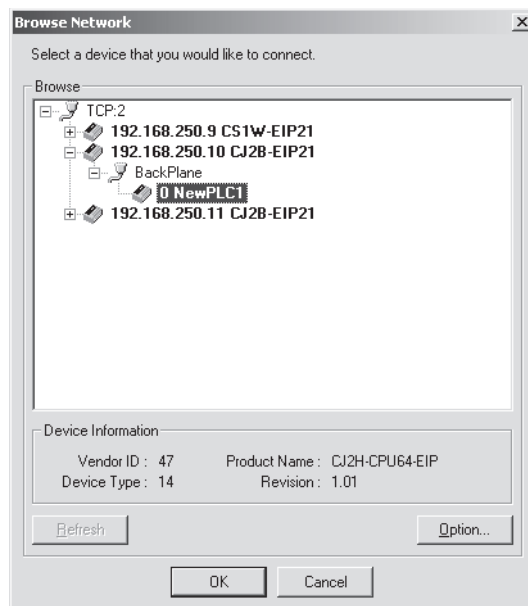 Browse Network
Select a device that you would like to connect.
Browse
TCP:2
192.168.250.9 CS1W-EIP21
192.168.250.10 CJ2B-EIP21
BackPlane
0 NewPLC1
192.168.250.11 CJ2B-EIP21
Device Information
Vendor ID : 47 Product Name : CJ2H-CPU64-EIP
Device Type : 14 Revision : 1.01
Refresh Option...
OK Cancel